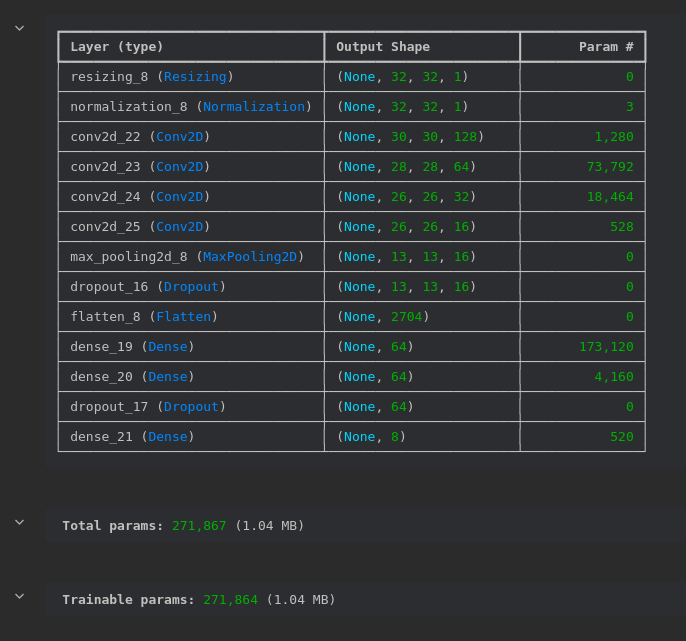 Layer (type) Output Shape Param #
resizing_8 (Resizing) (None, 32, 32, 1) 0
normalization_8 (Normalization) (None, 32, 32, 1) 3
conv2d_22 (Conv2D) (None, 30, 30, 128) 1,280
conv2d_23 (Conv2D) (None, 28, 28, 64) 73,792
conv2d_24 (Conv2D) (None, 26, 26, 32) 18,464
conv2d_25 (Conv2D) (None, 26, 26, 16) 528
max_pooling2d_8 (MaxPooling2D) (None, 13, 13, 16) 0
dropout_16 (Dropout) (None, 13, 13, 16) 0
flatten_8 (Flatten) (None, 2704) 0
dense_19 (Dense) (None, 64) 173,120
dense_20 (Dense) (None, 64) 4,160
dropout_17 (Dropout) (None, 64) 0
dense_21 (Dense) (None, 8) 520
Total params: 271,867 (1.04 MB)
Trainable params: 271,864 (1.04 MB)